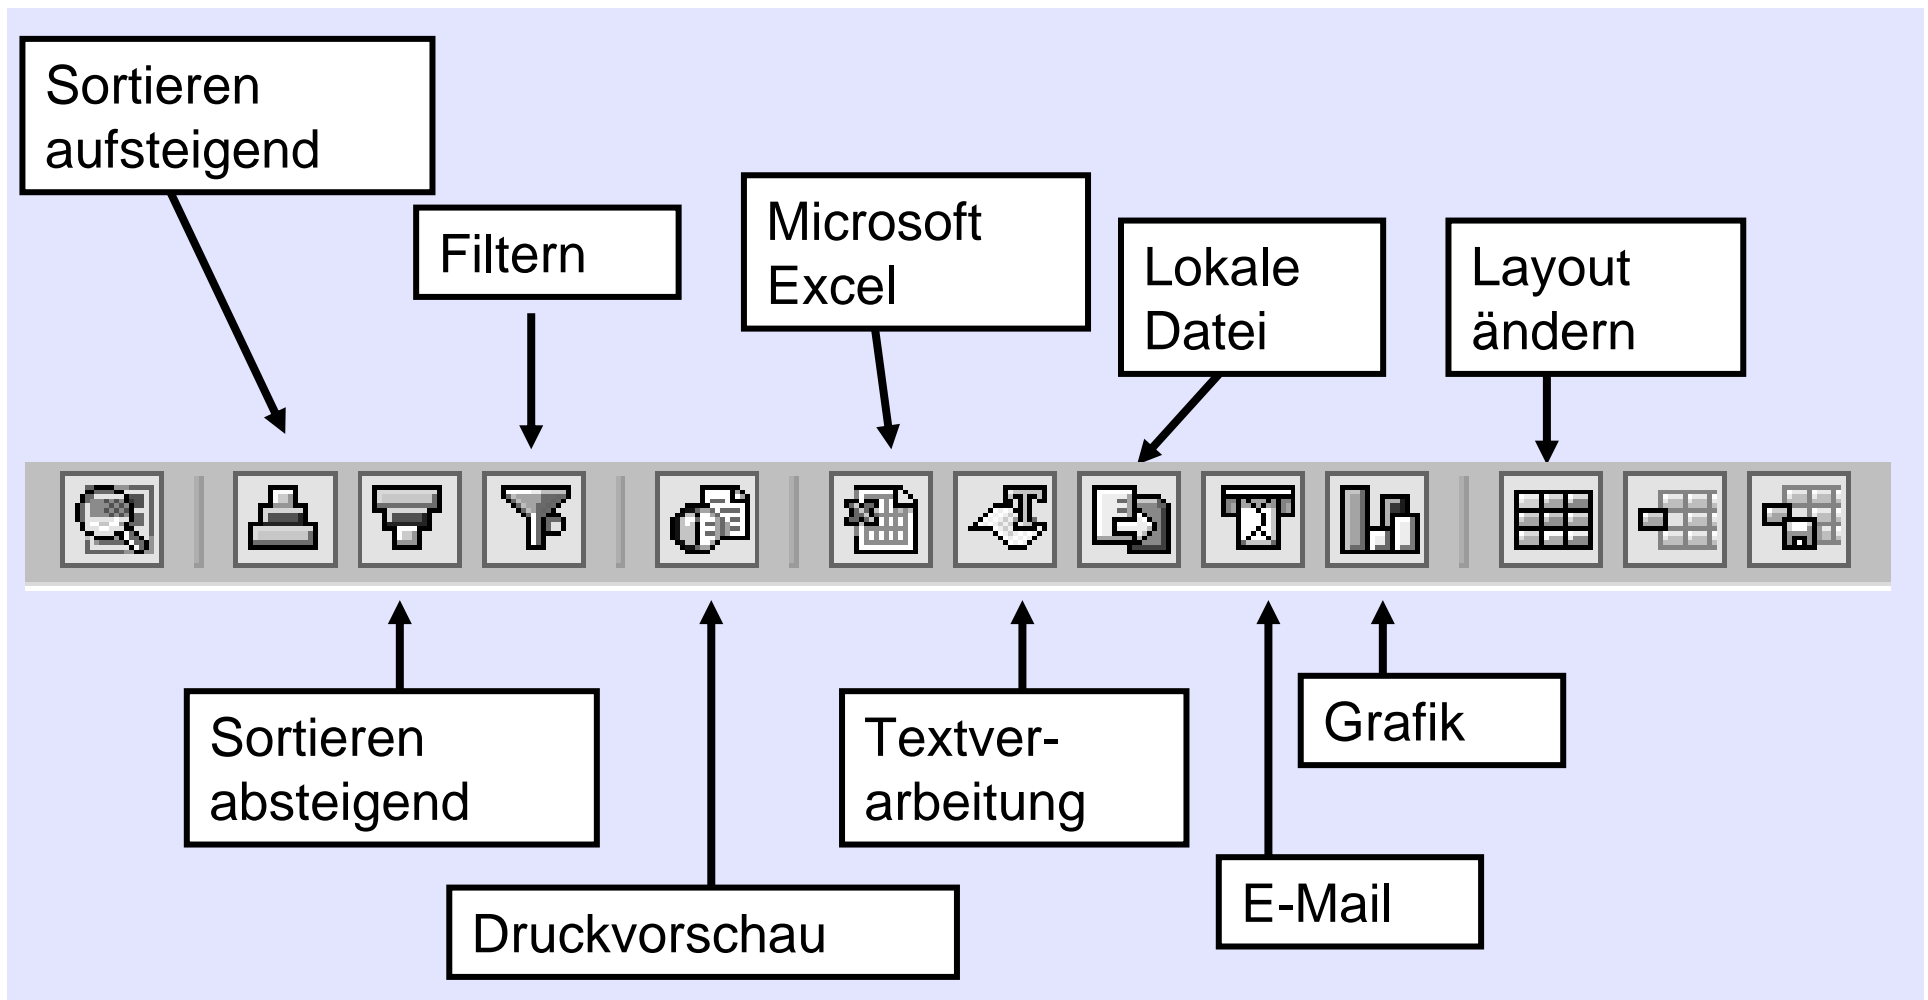 Sortieren
aufsteigend
Filtern
Microsoft
Excel
Lokale
Datei
Layout
ändern
Sortieren
absteigend
Druckvorschau
Textver-
arbeitung
E-Mail
Grafik